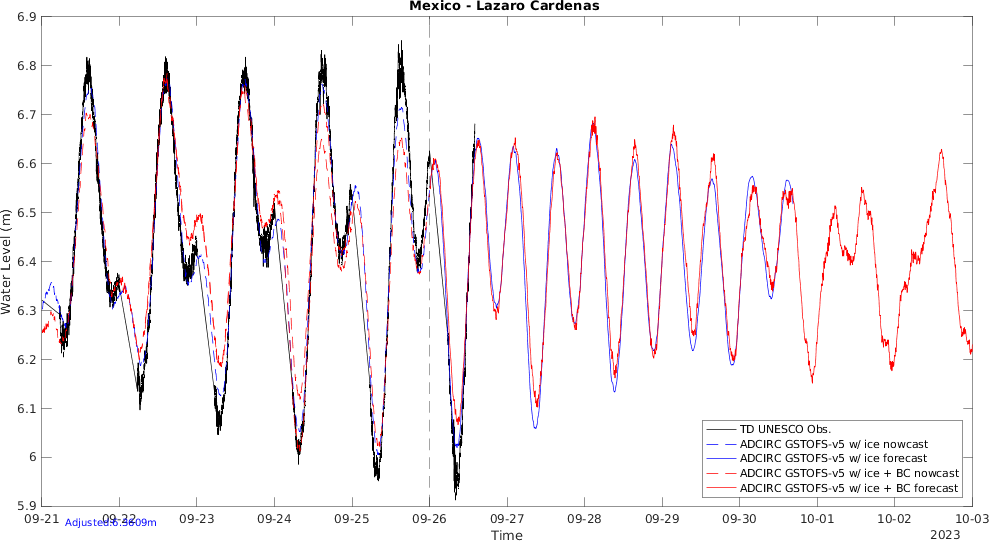 Mexico - Lazaro Cardenas
6.9
6.8
6.7
6.6
6.5
6.4
6.3
6.2
6.1
6
5.9
Water Level (m)
TD UNESCO Obs.
ADCIRC GSTOFS-v5 w/ ice nowcast
ADCIRC GSTOFS-v5 w/ ice forecast
ADCIRC GSTOFS-v5 w/ ice + BC nowcast
ADCIRC GSTOFS-v5 w/ ice + BC forecast
09-21 09-22 09-23 09-24 09-25 09-26 09-27 09-28 09-29 09-30 10-01 10-02 10-03
Time
2023